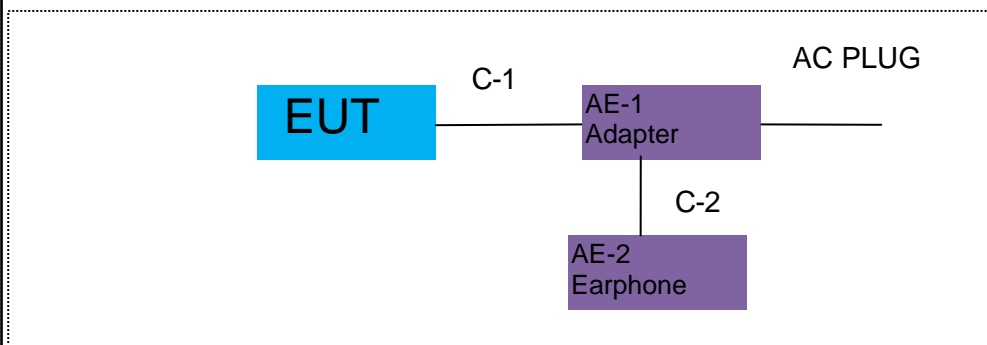 AC PLUG
C-1
EUT
AE-1
Adapter
C-2
AE-2
Earphone